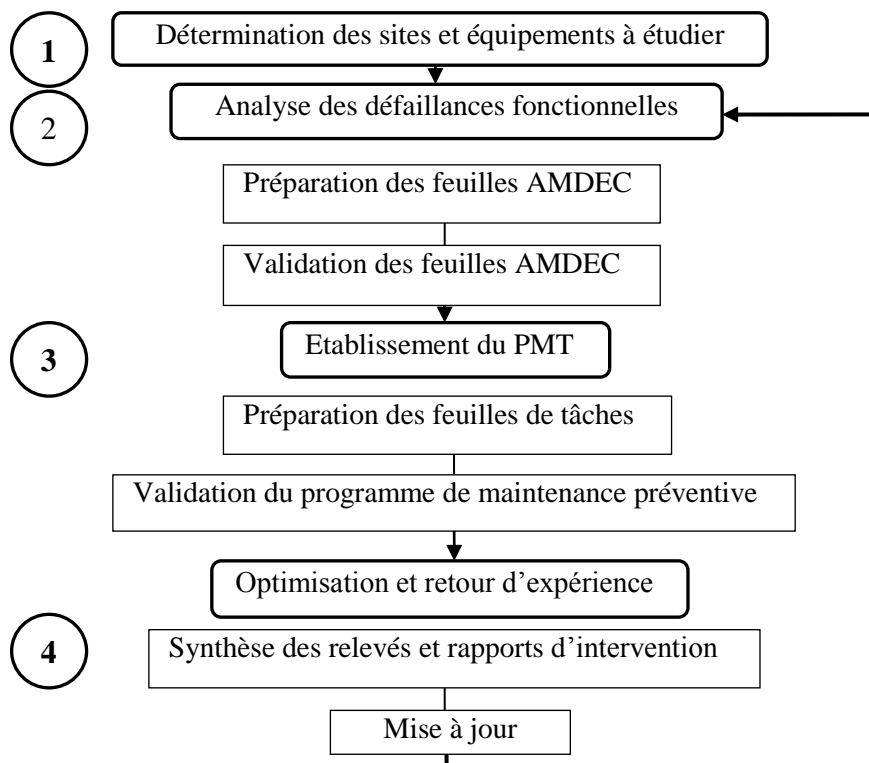 1
Détermination des sites et équipements à étudier
2
Analyse des défaillances fonctionnelles
Préparation des feuilles AMDEC
Validation des feuilles AMDEC
3
Etablissement du PMT
Préparation des feuilles de tâches
Validation du programme de maintenance préventive
Optimisation et retour d’expérience
4
Synthèse des relevés et rapports d’intervention
Mise à jour